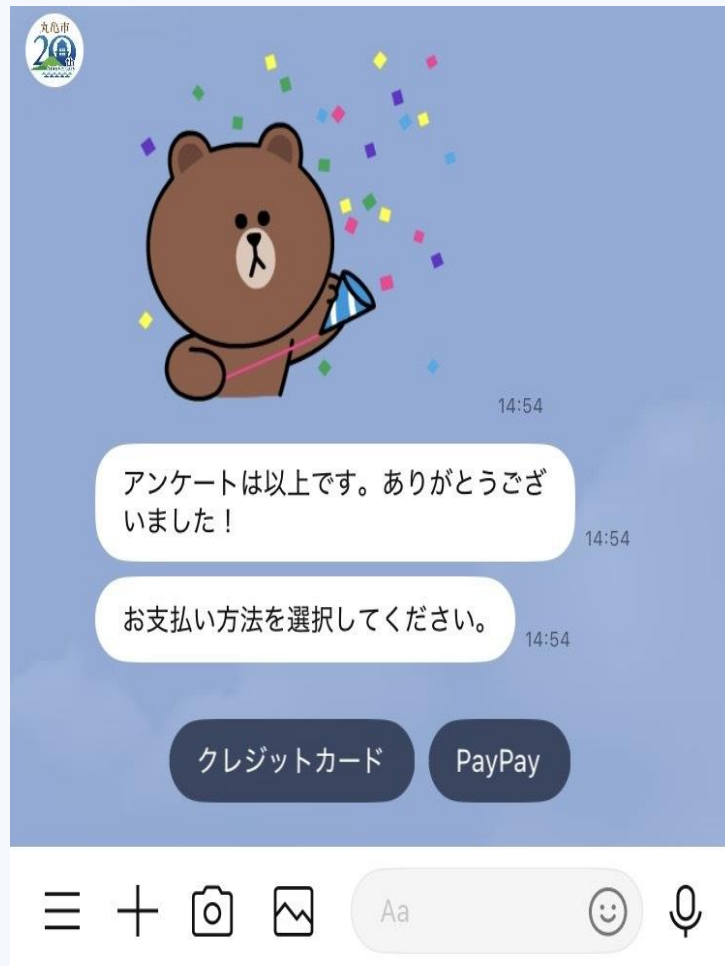 丸亀市
20th
14:54
アンケートは以上です。ありがとうござ
いました！
14:54
お支払い方法を選択してください。
14:54
クレジットカード
PayPay
Aa